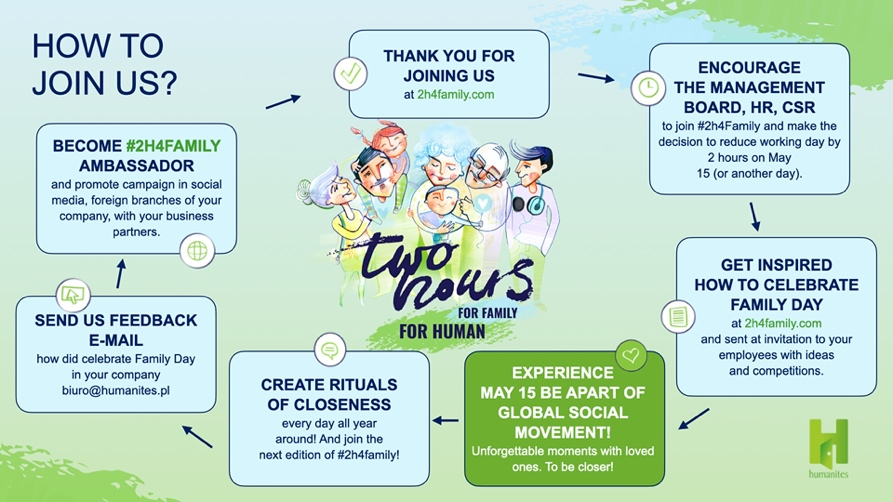 HOW TO
JOIN US?
THANK YOU FOR
JOINING US
at 2h4family.com
ENCOURAGE
THE MANAGEMENT
BOARD, HR, CSR
to join #2h4Family and make the
decision to reduce working day by
2 hours on May
15 (or another day).
GET INSPIRED
HOW TO CELEBRATE
FAMILY DAY
at 2h4family.com
and sent at invitation to your
employees with ideas
and competitions.
EXPERIENCE
MAY 15 BE APART OF
GLOBAL SOCIAL
MOVEMENT!
Unforgettable moments with loved
ones. To be closer!
CREATE RITUALS
OF CLOSENESS
every day all year
around! And join the
next edition of #2h4family!
SEND US FEEDBACK
E-MAIL
how did celebrate Family Day
in your company
biuro@humanites.pl
BECOME #2H4FAMILY
AMBASSADOR
and promote campaign in social
media, foreign branches of your
company, with your business
partners.
two
hours
FOR FAMILY
FOR HUMAN
humanites